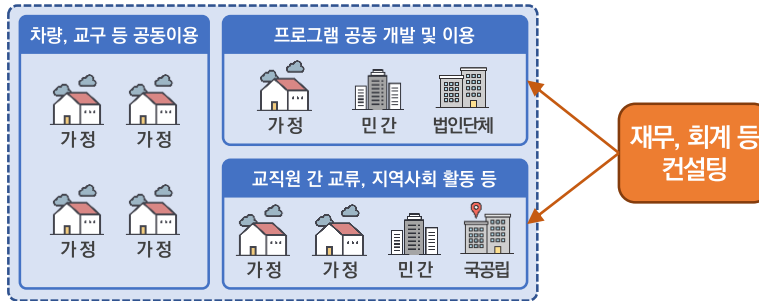 차량, 교구 등 공동이용
가정 가정
가정 가정
프로그램 공동 개발 및 이용
가정 민간 법인단체
교직원 간 교류, 지역사회 활동 등
가정 가정 민간 국공립
재무, 회계 등
컨설팅